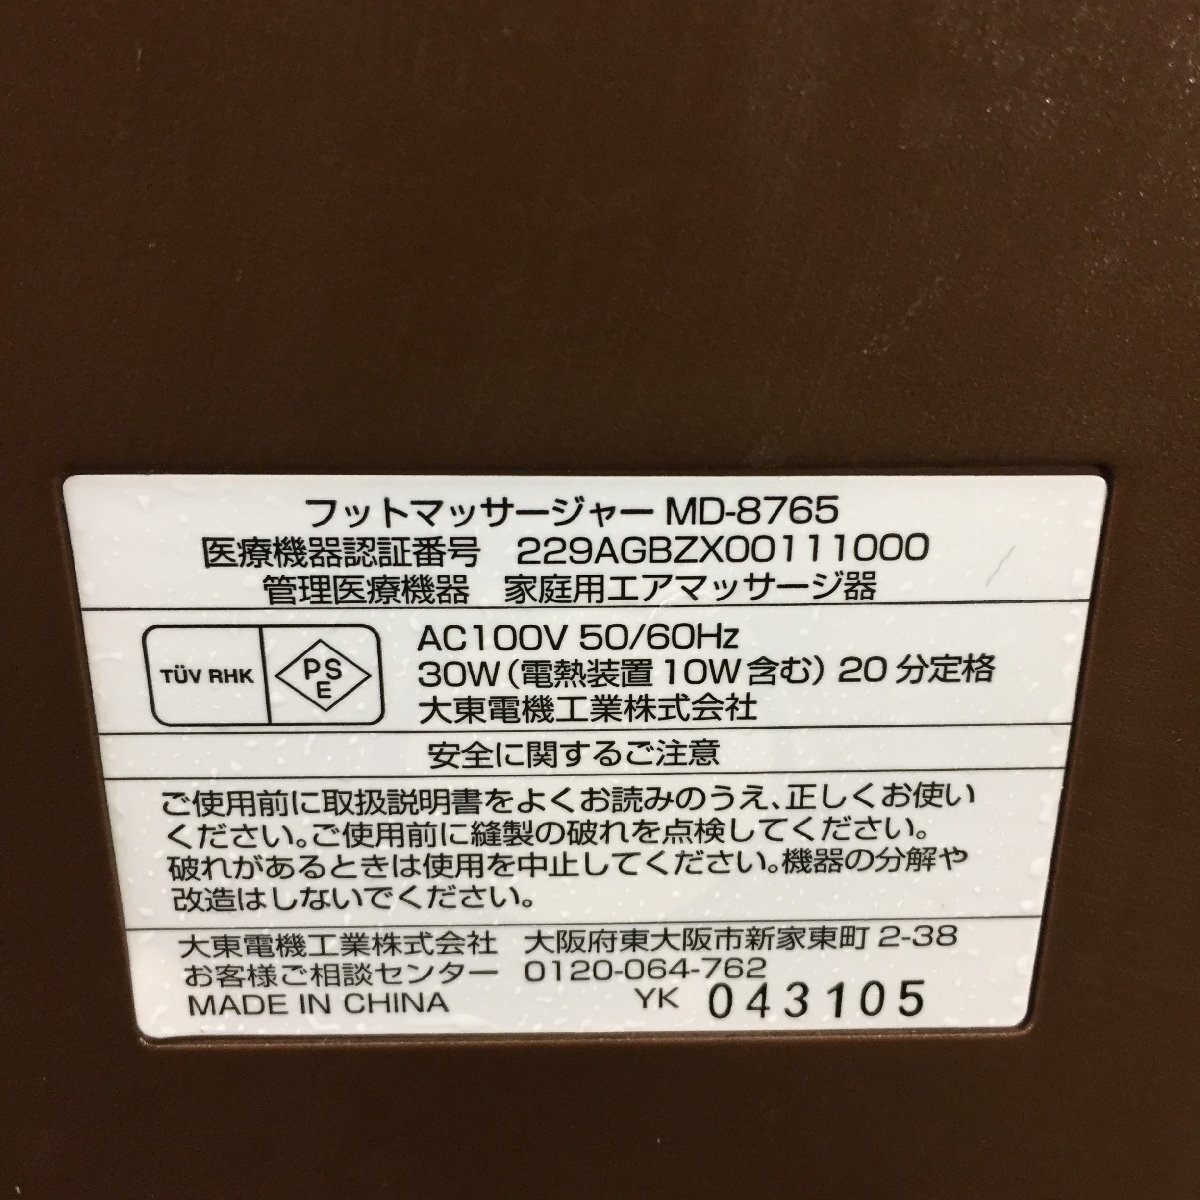 フットマッサージャー MD-8765
医療機器認証番号 229AGBZX00111000
管理医療機器 家庭用エアマッサージ器
TÜV RHK PSE
AC100V 50/60Hz
30W(電熱装置10W含む)20分定格
大東電機工業株式会社
安全に関するご注意
ご使用前に取扱説明書をよくお読みのうえ、正しくお使い
ください。ご使用前に縫製の破れを点検してください。
破れがあるときは使用を中止してください。機器の分解や
改造はしないでください。
大東電機工業株式会社 大阪府東大阪市新家東町2-38
お客様ご相談センター 0120-064-762
MADE IN CHINA YK 043105